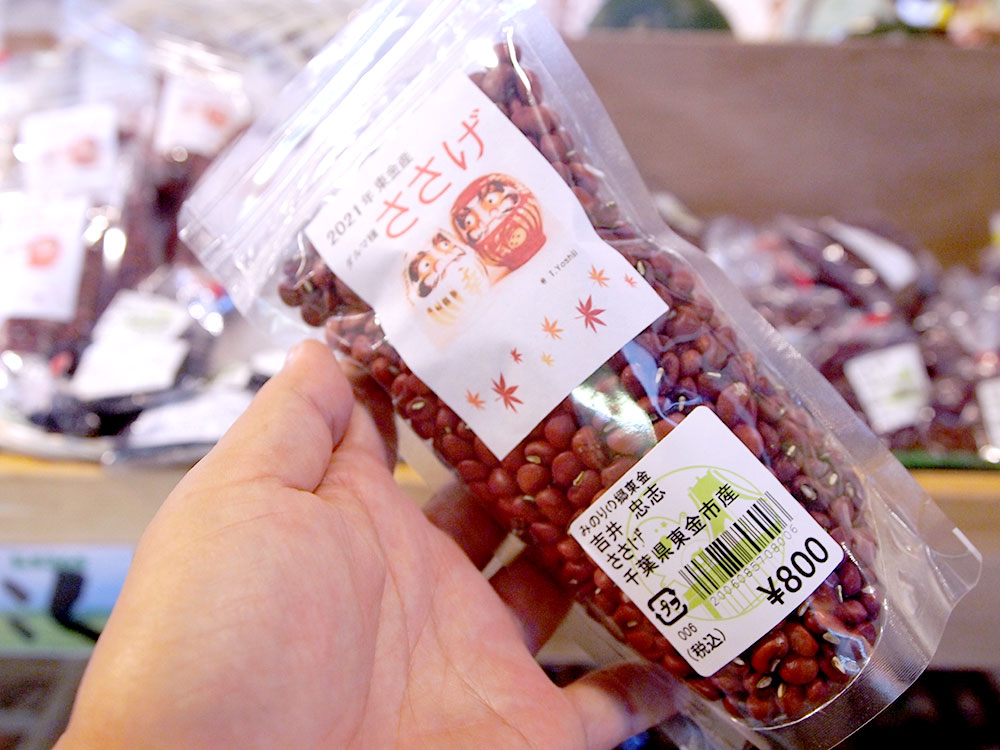 2021年 東金産
ささげ
ダルマ種
© T.Yoshii
みのりの郷東金
吉井 忠志
ささげ
千葉県東金市産
プラ
¥800
006
(税込)